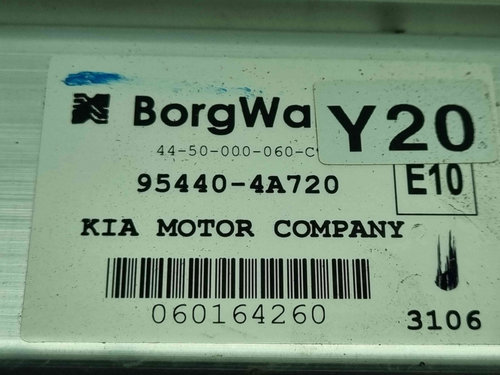 BorgWa
Y20
44-50-000-060-C
95440-4A720
E10
KIA MOTOR COMPANY
060164260
3106